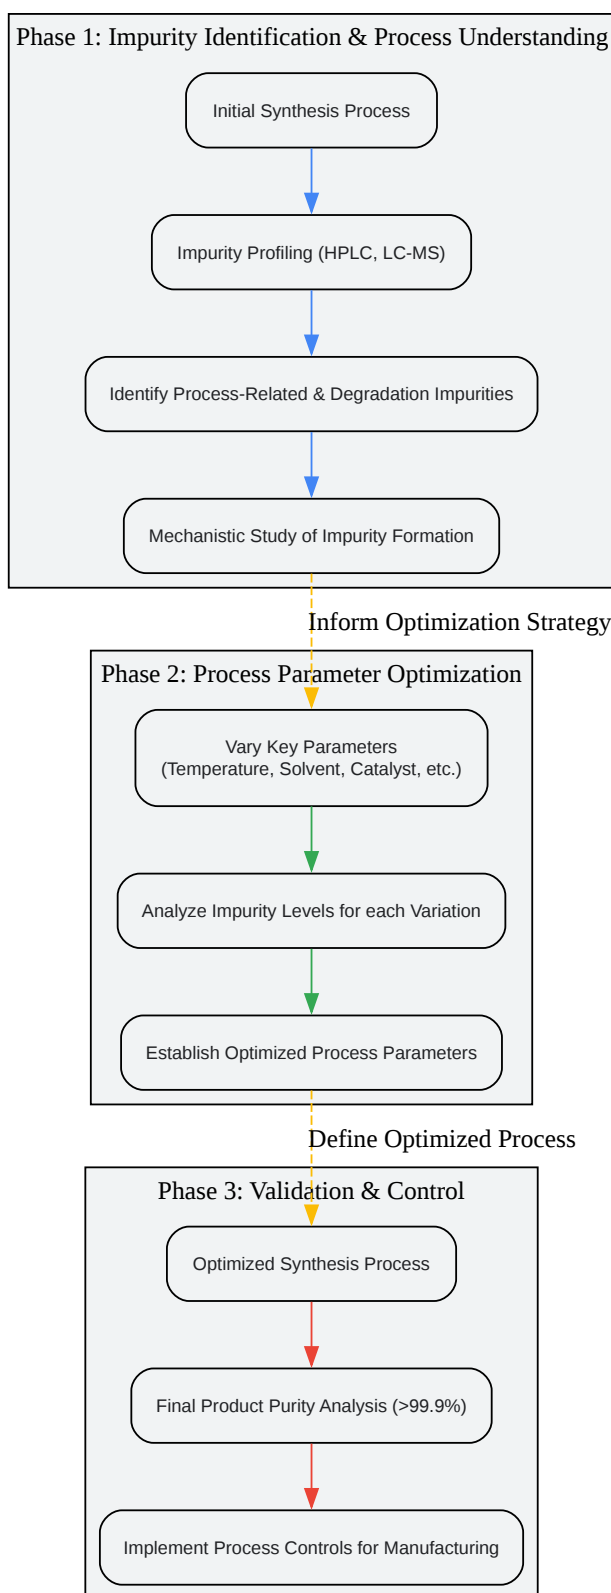 Phase 1: Impurity Identification & Process Understanding
Initial Synthesis Process
Impurity Profiling (HPLC, LC-MS)
Identify Process-Related & Degradation Impurities
Mechanistic Study of Impurity Formation
Inform Optimization Strategy
Phase 2: Process Parameter Optimization
Vary Key Parameters
(Temperature, Solvent, Catalyst, etc.)
Analyze Impurity Levels for each Variation
Establish Optimized Process Parameters
Define Optimized Process
Phase 3: Validation & Control
Optimized Synthesis Process
Final Product Purity Analysis (>99.9%)
Implement Process Controls for Manufacturing